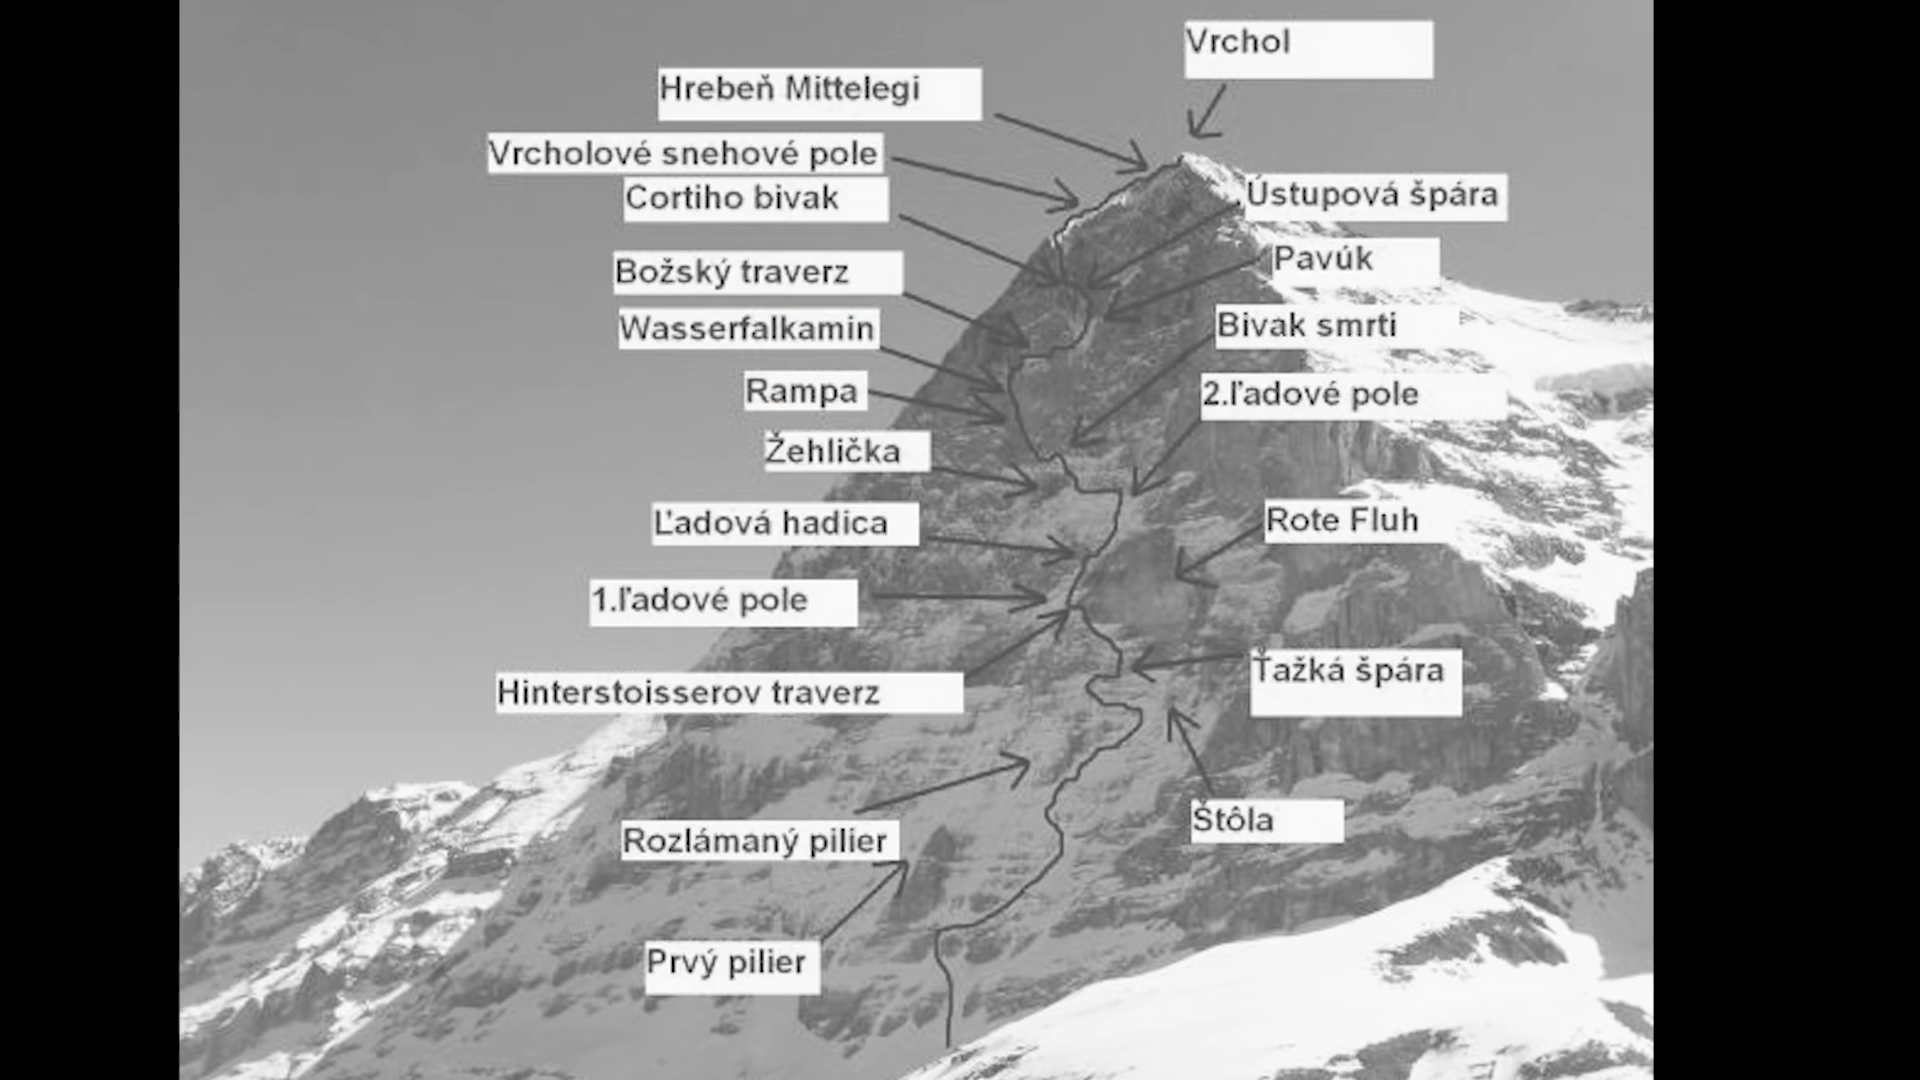 Vrchol
Hrebeň Mittelegi
Vrcholové snehové pole
Cortiho bivak
Ústupová špára
Pavúk
Božský traverz
Wasserfalkamin
Bivak smrti
Rampa
2.ľadové pole
Žehlička
Ľadová hadica
Rote Fluh
1.ľadové pole
Hinterstoisserov traverz
Ťažká špára
Štôla
Rozlámaný pilier
Prvý pilier